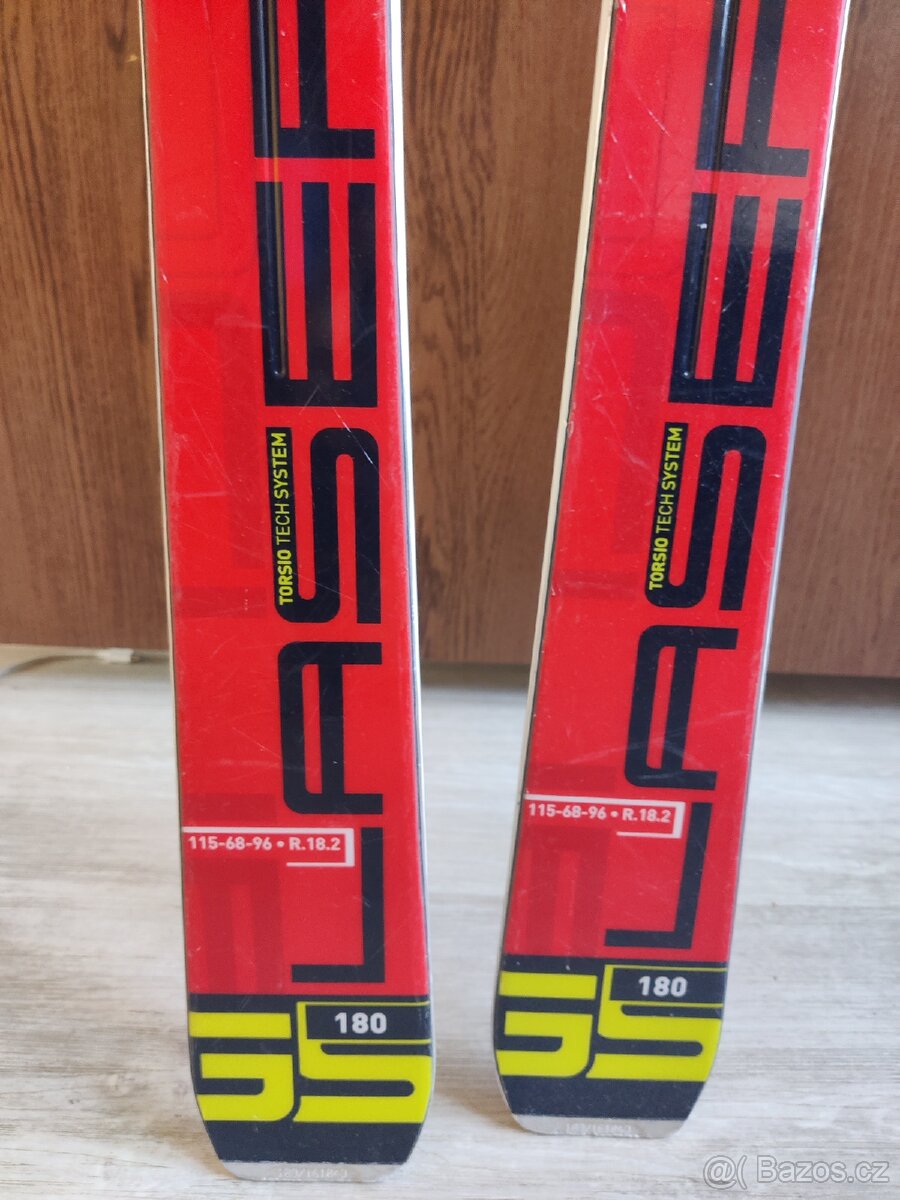 LASER
TORSIO TECH SYSTEM
115-68-96 • R.18.2
GS
180
LASER
TORSIO TECH SYSTEM
115-68-96 • R.18.2
GS
180
@( Bazos.cz